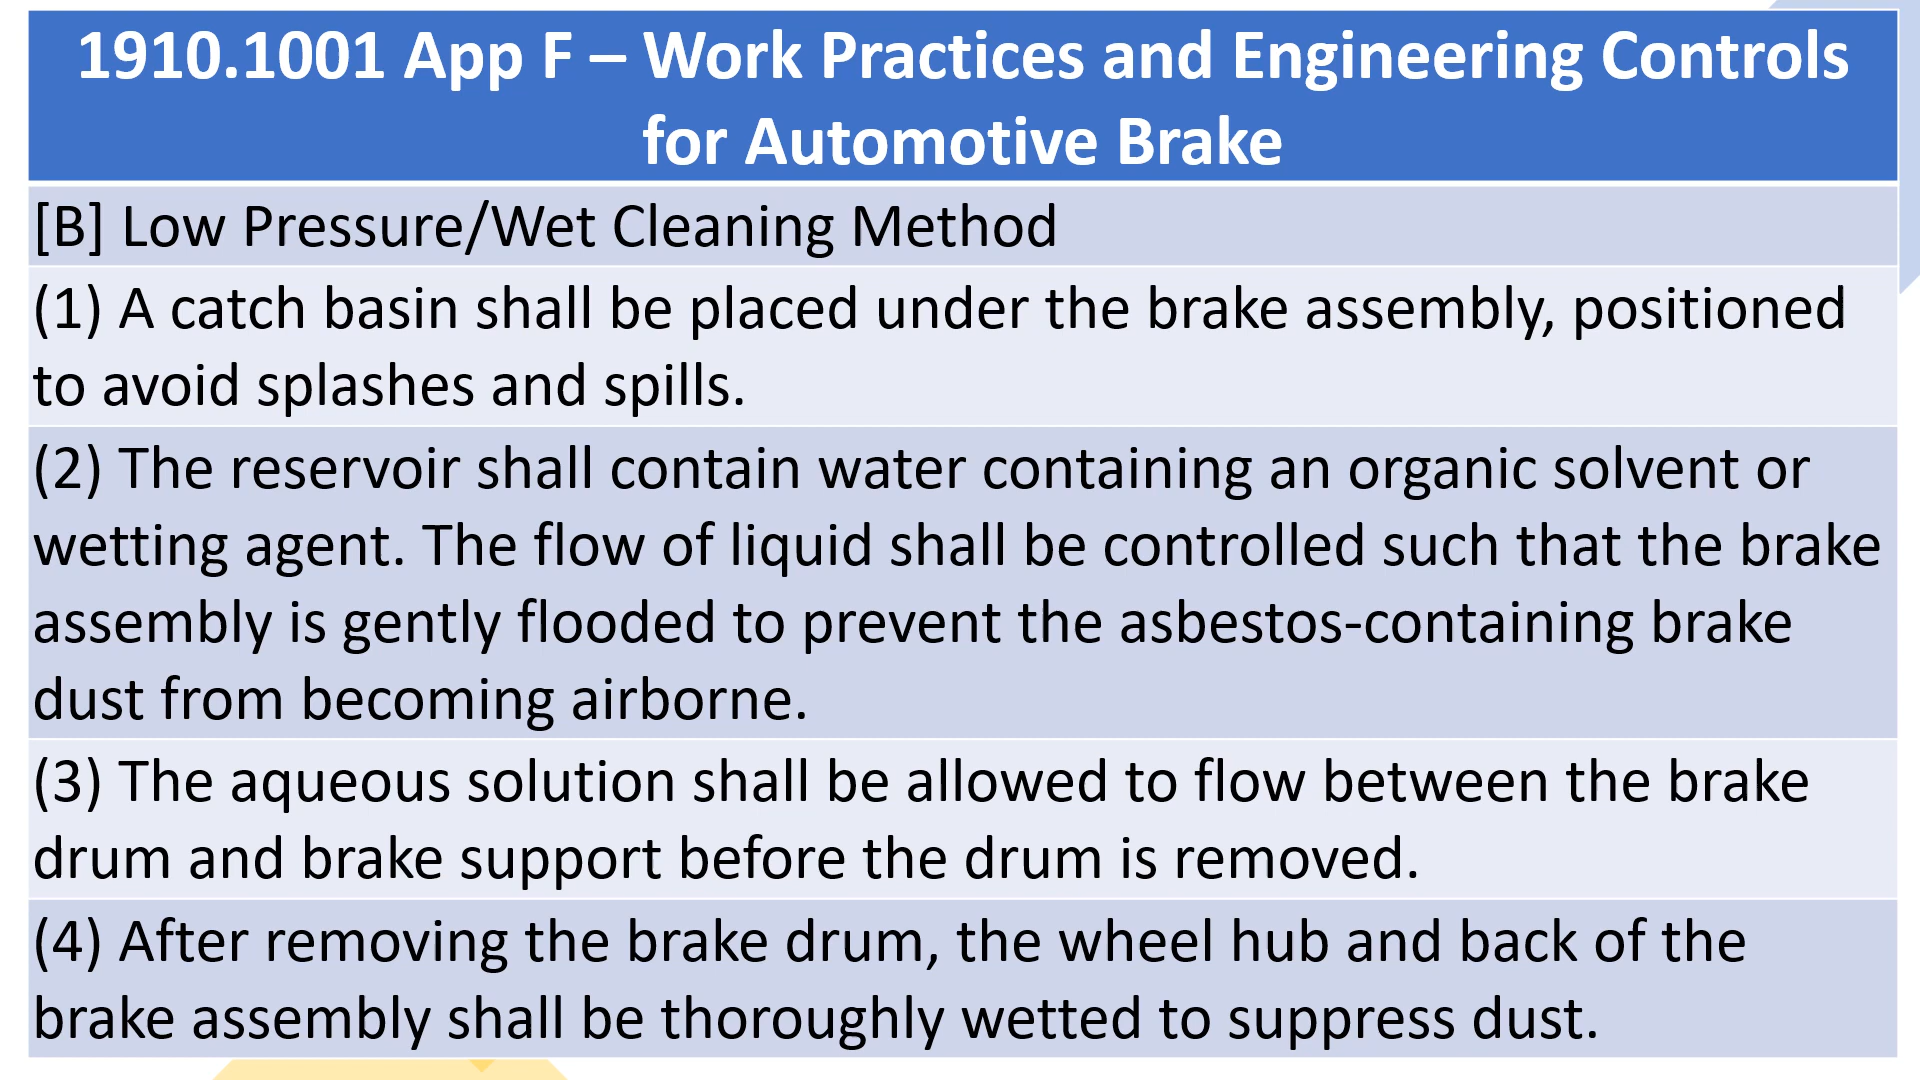 1910.1001 App F – Work Practices and Engineering Controls
for Automotive Brake
[B] Low Pressure/Wet Cleaning Method
(1) A catch basin shall be placed under the brake assembly, positioned
to avoid splashes and spills.
(2) The reservoir shall contain water containing an organic solvent or
wetting agent. The flow of liquid shall be controlled such that the brake
assembly is gently flooded to prevent the asbestos-containing brake
dust from becoming airborne.
(3) The aqueous solution shall be allowed to flow between the brake
drum and brake support before the drum is removed.
(4) After removing the brake drum, the wheel hub and back of the
brake assembly shall be thoroughly wetted to suppress dust.